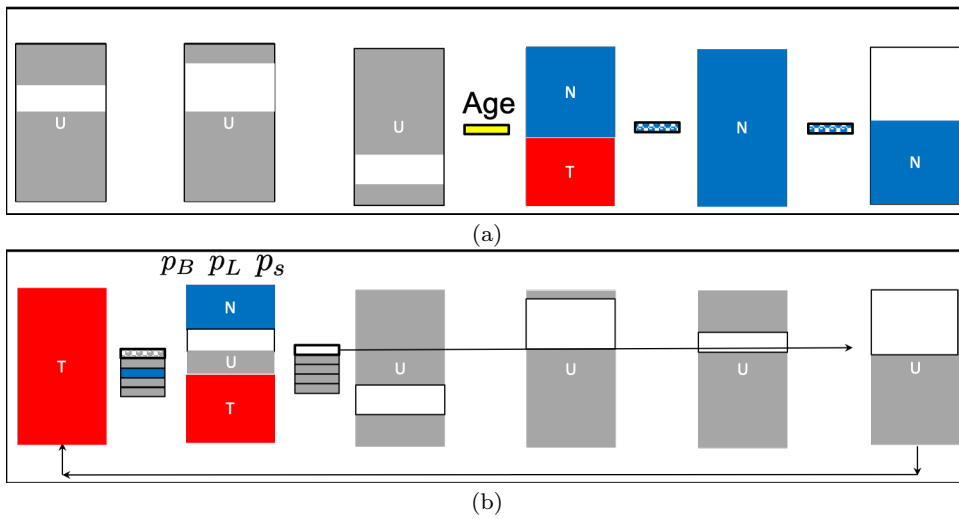 Age
U U U N N N
T
(a)
p_B p_L p_s
N
T U U U U U
T
(b)